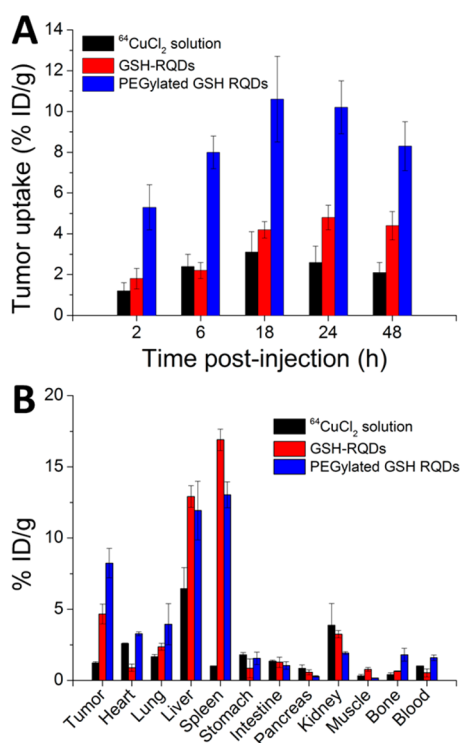 A
⁶⁴CuCl₂ solution
GSH-RQDs
PEGylated GSH RQDs
Tumor uptake (% ID/g)
14
12
10
8
6
4
2
0
2 6 18 24 48
Time post-injection (h)
B
⁶⁴CuCl₂ solution
GSH-RQDs
PEGylated GSH RQDs
% ID/g
20
15
10
5
0
Tumor Heart Lung Liver Spleen Stomach Intestine Pancreas Kidney Muscle Bone Blood